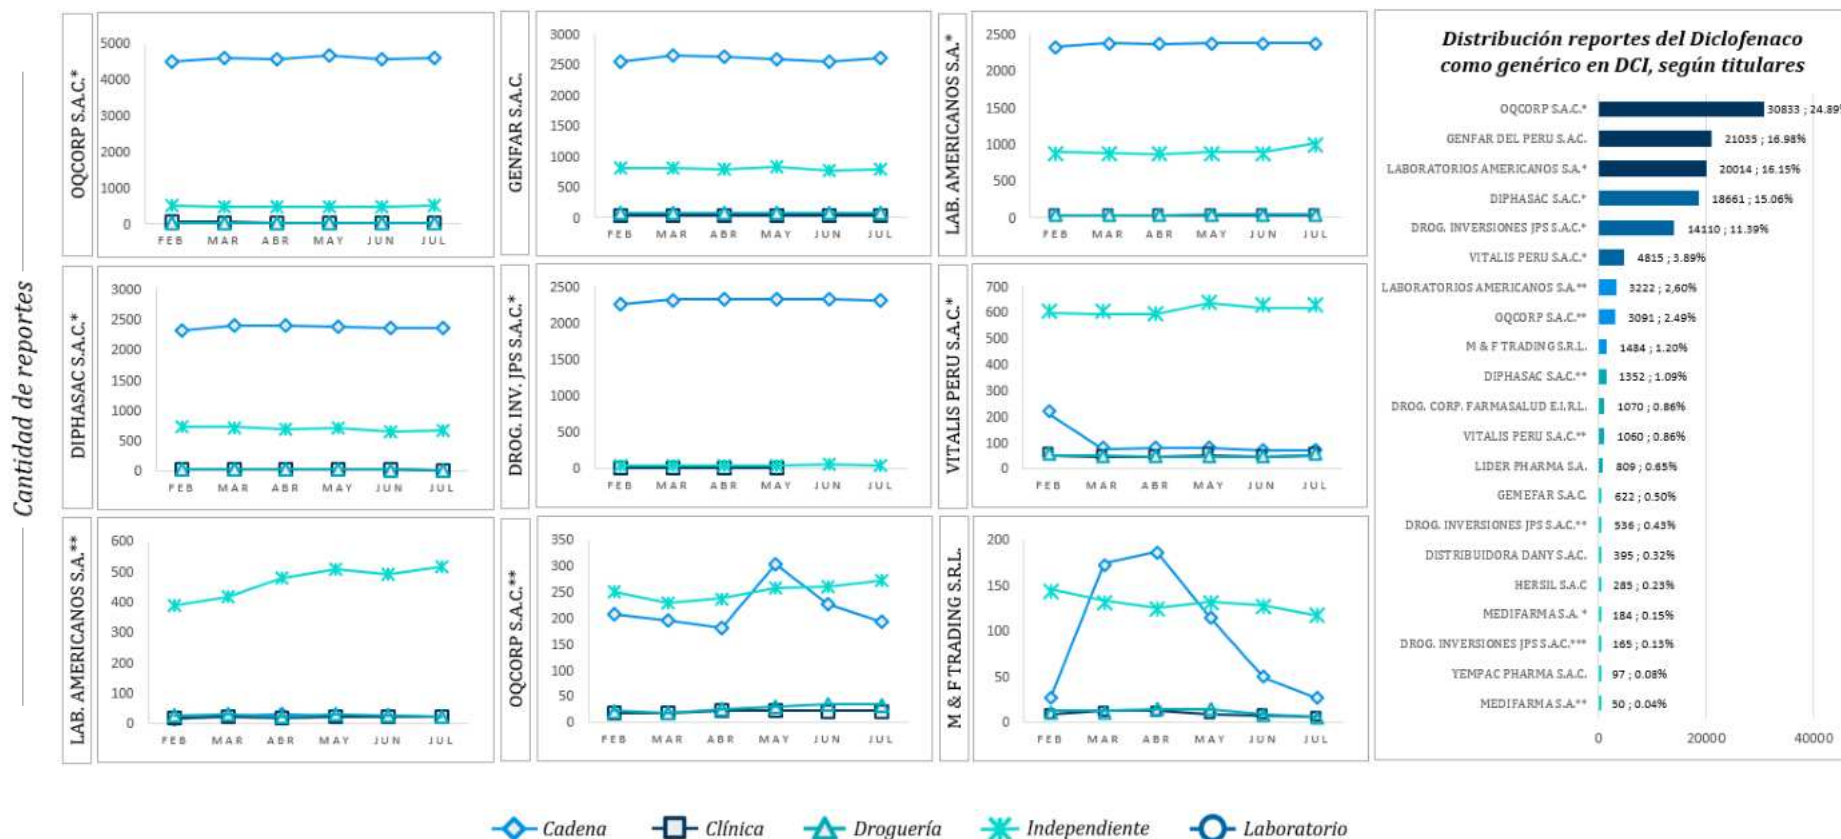 Cantidad de reportes
OQCORP S.A.C.*
5000
4000
3000
2000
1000
0
FEB MAR ABR MAY JUN JUL
GENFAR S.A.C.
3000
2500
2000
1500
1000
500
0
FEB MAR ABR MAY JUN JUL
LAB. AMERICANOS S.A.*
2500
2000
1500
1000
500
0
FEB MAR ABR MAY JUN JUL
DIPHASAC S.A.C.*
3000
2500
2000
1500
1000
500
0
FEB MAR ABR MAY JUN JUL
DROG. INV. JPS S.A.C.*
2500
2000
1500
1000
500
0
FEB MAR ABR MAY JUN JUL
VITALIS PERU S.A.C.*
700
600
500
400
300
200
100
0
FEB MAR ABR MAY JUN JUL
LAB. AMERICANOS S.A.**
600
500
400
300
200
100
0
FEB MAR ABR MAY JUN JUL
OQCORP S.A.C.**
350
300
250
200
150
100
50
0
FEB MAR ABR MAY JUN JUL
M & F TRADING S.R.L.
200
150
100
50
0
FEB MAR ABR MAY JUN JUL
Distribución reportes del Diclofenaco
como genérico en DCI, según titulares
OQCORP S.A.C.* 30833 ; 24.89%
GENFAR DEL PERU S.A.C. 21035 ; 16.98%
LABORATORIOS AMERICANOS S.A.* 20014 ; 16.15%
DIPHASAC S.A.C.* 18661 ; 15.06%
DROG. INVERSIONES JPS S.A.C.* 14110 ; 11.39%
VITALIS PERU S.A.C.* 4815 ; 3.89%
LABORATORIOS AMERICANOS S.A.** 3222 ; 2,60%
OQCORP S.A.C.** 3091 ; 2.49%
M & F TRADING S.R.L. 1484 ; 1.20%
DIPHASAC S.A.C.** 1352 ; 1.09%
DROG. CORP. FARMASALUD E.I.R.L. 1070 ; 0.86%
VITALIS PERU S.A.C.** 1060 ; 0.86%
LIDER PHARMA S.A. 809 ; 0.65%
GEMEFAR S.A.C. 622 ; 0.50%
DROG. INVERSIONES JPS S.A.C.** 536 ; 0.43%
DISTRIBUIDORA DANY S.A.C. 395 ; 0.32%
HERSIL S.A.C 285 ; 0.23%
MEDIFARMA S.A. * 184 ; 0.15%
DROG. INVERSIONES JPS S.A.C.*** 165 ; 0.13%
YEMPAC PHARMA S.A.C. 97 ; 0.08%
MEDIFARMA S.A.** 50 ; 0.04%
0 20000 40000
Cadena Clínica Droguería Independiente Laboratorio